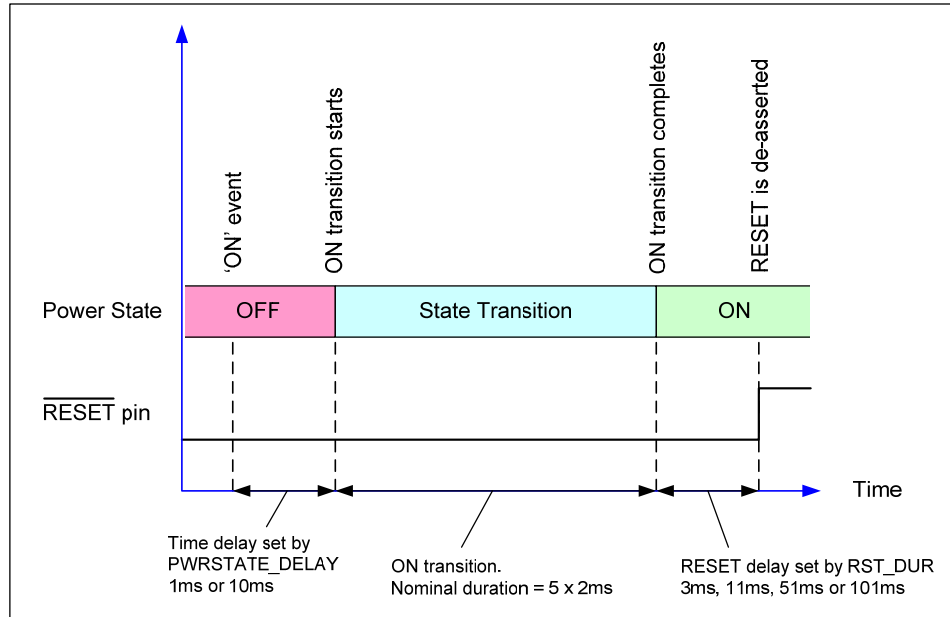 'ON' event
ON transition starts
ON transition completes
RESET is de-asserted
Power State
OFF
State Transition
ON
RESET pin
Time
Time delay set by
PWRSTATE_DELAY
1ms or 10ms
ON transition.
Nominal duration = 5 x 2ms
RESET delay set by RST_DUR
3ms, 11ms, 51ms or 101ms